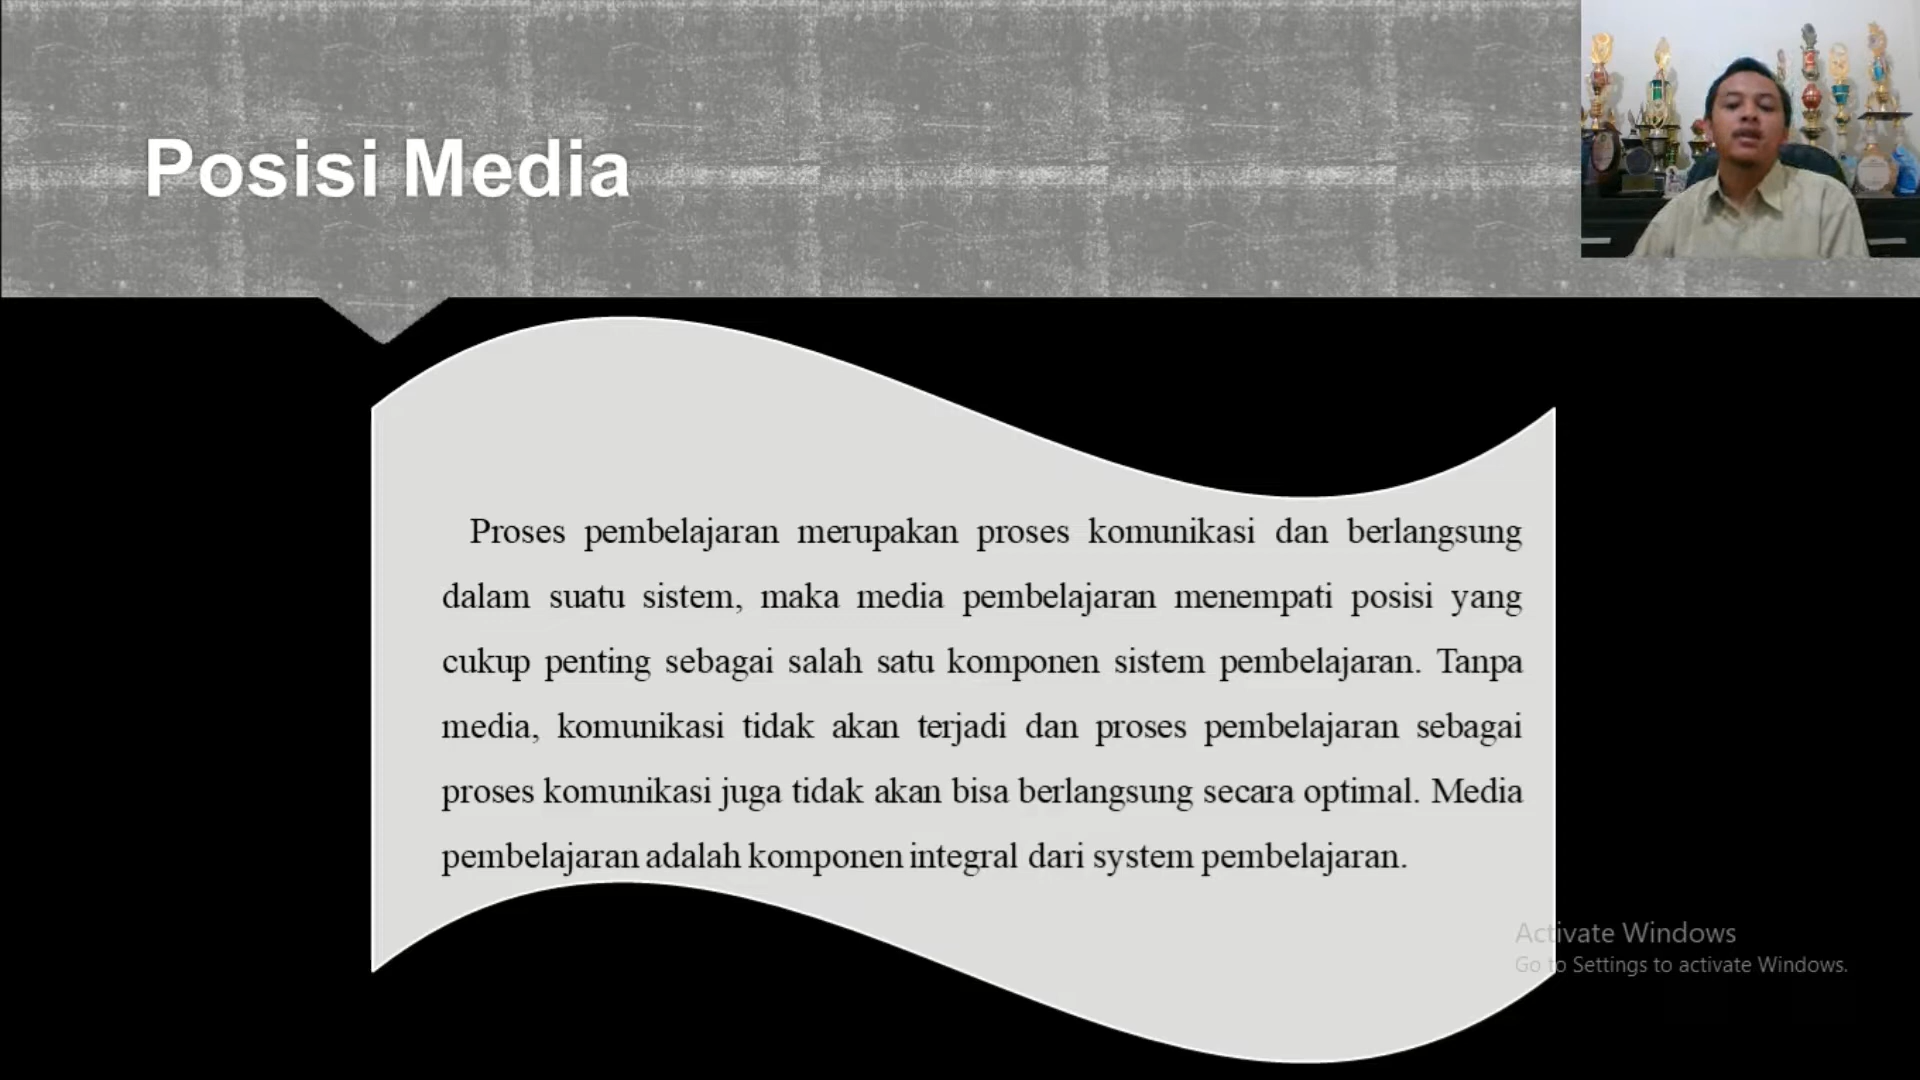 Posisi Media
Proses pembelajaran merupakan proses komunikasi dan berlangsung
dalam suatu sistem, maka media pembelajaran menempati posisi yang
cukup penting sebagai salah satu komponen sistem pembelajaran. Tanpa
media, komunikasi tidak akan terjadi dan proses pembelajaran sebagai
proses komunikasi juga tidak akan bisa berlangsung secara optimal. Media
pembelajaran adalah komponen integral dari system pembelajaran.
Activate Windows
Go to Settings to activate Windows.